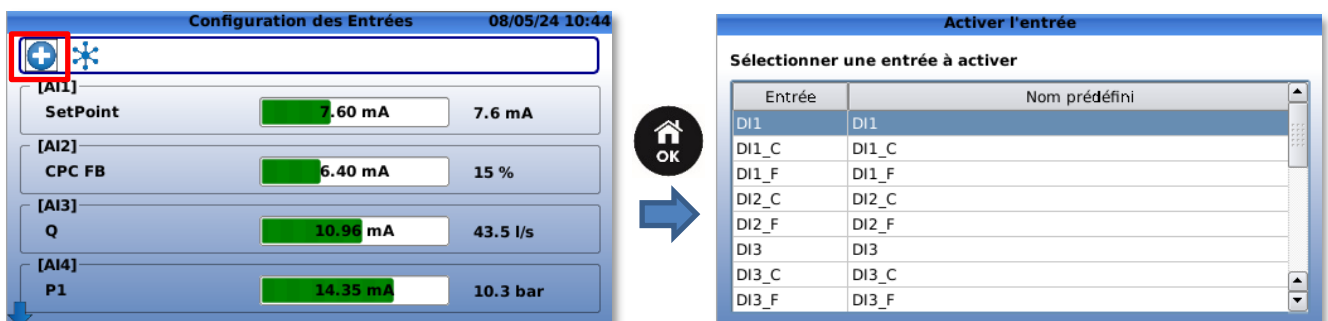 Configuration des Entrées 08/05/24 10:44
[AI1]
SetPoint 7.60 mA 7.6 mA
[AI2]
CPC FB 6.40 mA 15 %
[AI3]
Q 10.96 mA 43.5 l/s
[AI4]
P1 14.35 mA 10.3 bar
OK
Activer l'entrée
Sélectionner une entrée à activer
Entrée Nom prédéfini
DI1 DI1
DI1_C DI1_C
DI1_F DI1_F
DI2_C DI2_C
DI2_F DI2_F
DI3 DI3
DI3_C DI3_C
DI3_F DI3_F